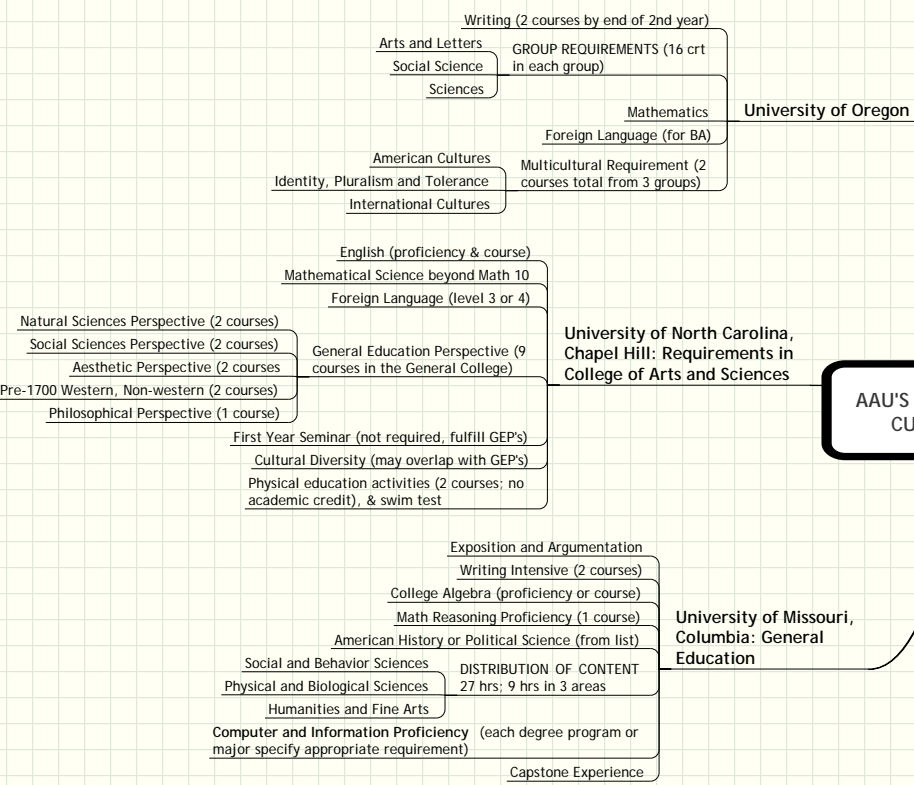 Writing (2 courses by end of 2nd year)
Arts and Letters
Social Science
Sciences
GROUP REQUIREMENTS (16 crt
in each group)
Mathematics
Foreign Language (for BA)
American Cultures
Identity, Pluralism and Tolerance
International Cultures
Multicultural Requirement (2
courses total from 3 groups)
University of Oregon
English (proficiency & course)
Mathematical Science beyond Math 10
Foreign Language (level 3 or 4)
Natural Sciences Perspective (2 courses)
Social Sciences Perspective (2 courses)
Aesthetic Perspective (2 courses
Pre-1700 Western, Non-western (2 courses)
Philosophical Perspective (1 course)
General Education Perspective (9
courses in the General College)
First Year Seminar (not required, fulfill GEP's)
Cultural Diversity (may overlap with GEP's)
Physical education activities (2 courses; no
academic credit), & swim test
University of North Carolina,
Chapel Hill: Requirements in
College of Arts and Sciences
AAU'S
CU
Exposition and Argumentation
Writing Intensive (2 courses)
College Algebra (proficiency or course)
Math Reasoning Proficiency (1 course)
American History or Political Science (from list)
Social and Behavior Sciences
Physical and Biological Sciences
Humanities and Fine Arts
DISTRIBUTION OF CONTENT
27 hrs; 9 hrs in 3 areas
Computer and Information Proficiency (each degree program or
major specify appropriate requirement)
Capstone Experience
University of Missouri,
Columbia: General
Education